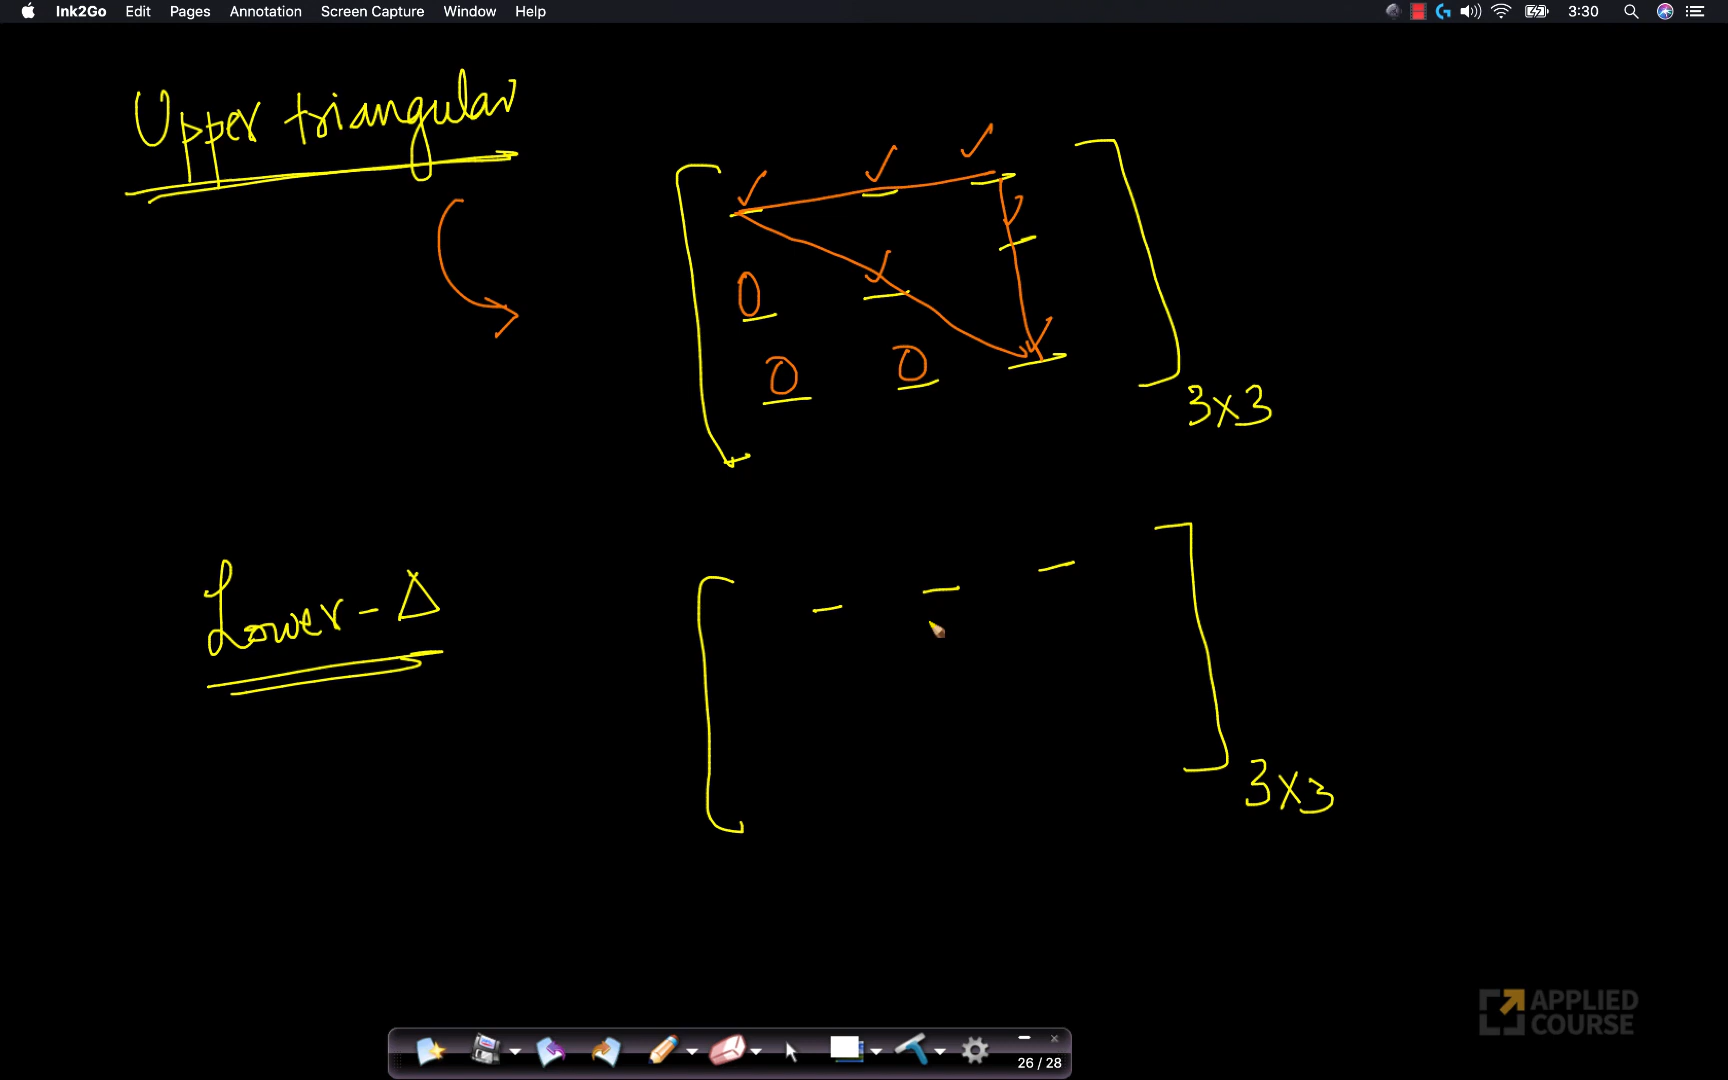 Ink2Go Edit Pages Annotation Screen Capture Window Help 3:30
Upper triangular
✓ ✓ ✓
0 ✓ ✓
0 0 ✓
3x3
Lower - Δ
[ - - - ]
3x3
26 / 28
APPLIED
COURSE